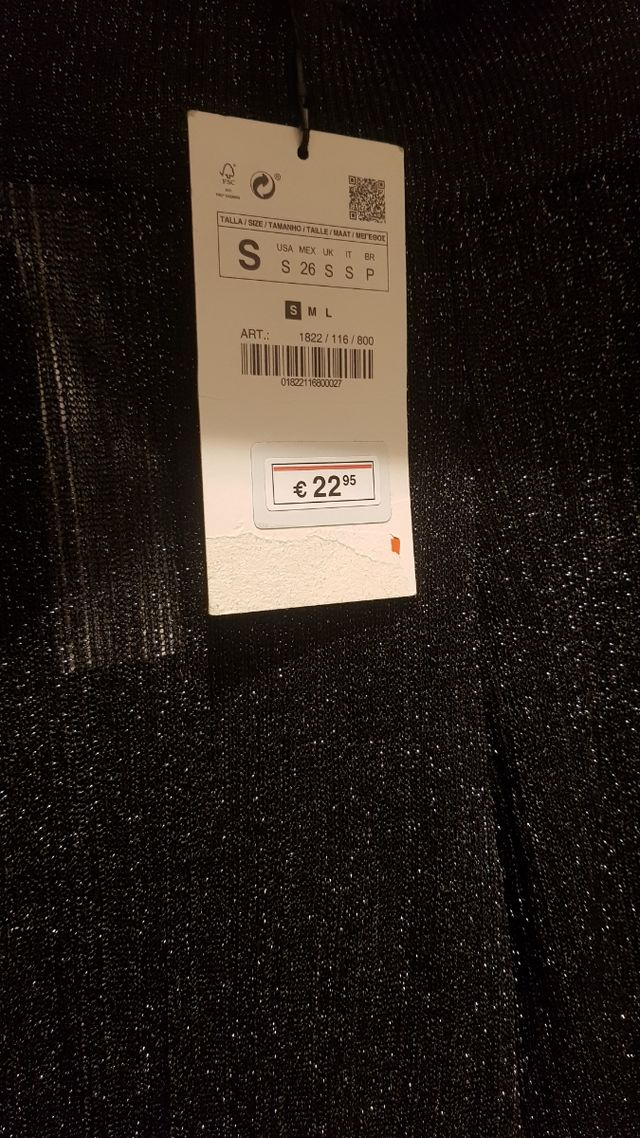 FSC
®
TALLA / SIZE / TAMANHO / TAILLE / MAAT / ΜΕΓΕΘΟΣ
S
USA MEX UK IT BR
S 26 S S P
S M L
ART.: 1822 / 116 / 800
01822116800027
€ 22 95